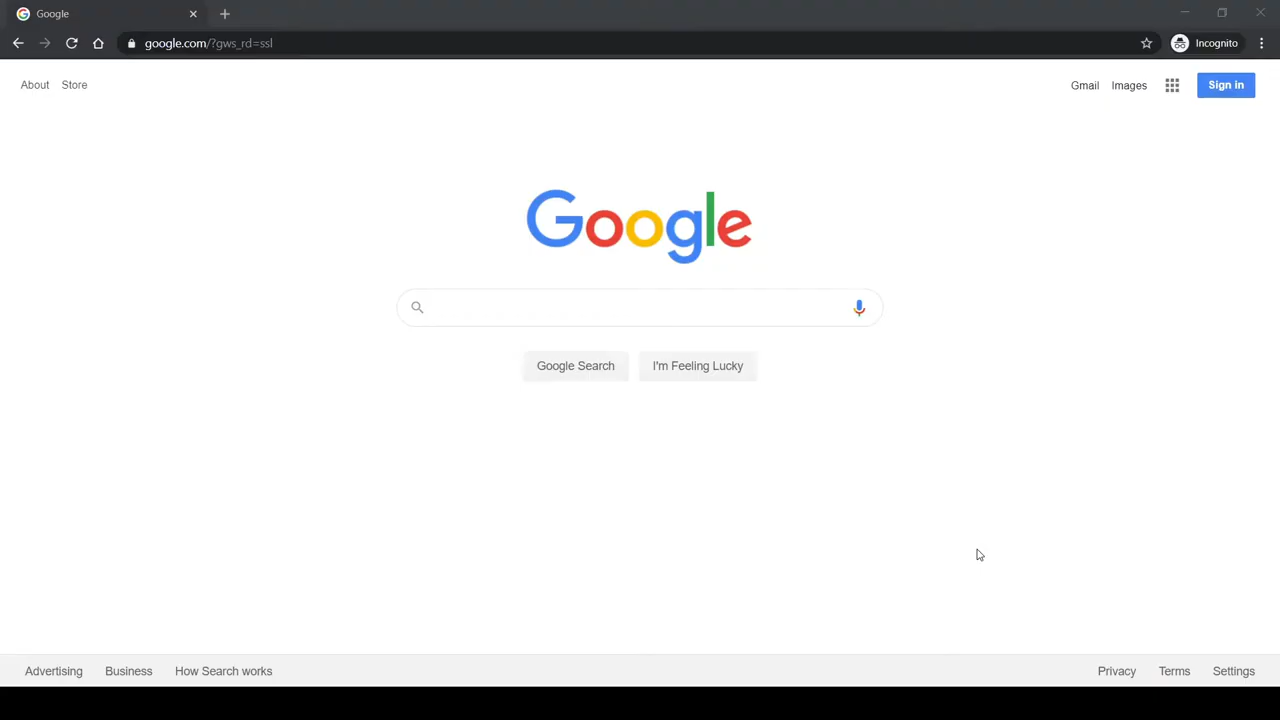 Google
google.com/?gws_rd=ssl
Incognito
About Store
Gmail Images Sign in
Google
Google Search I'm Feeling Lucky
Advertising Business How Search works
Privacy Terms Settings